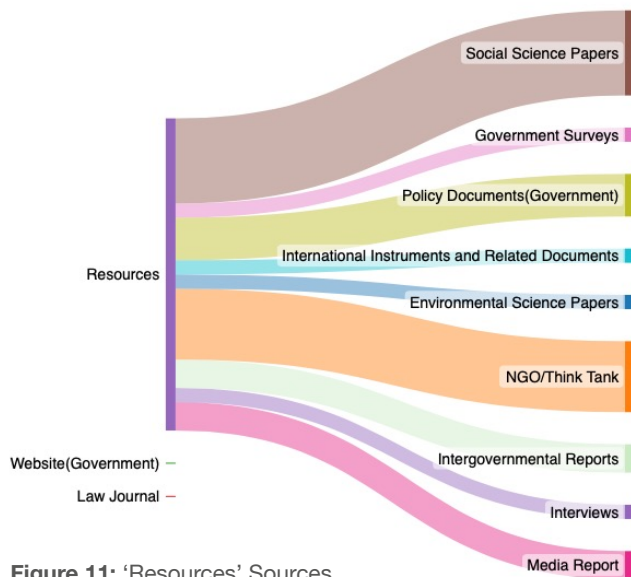 Social Science Papers
Government Surveys
Policy Documents(Government)
International Instruments and Related Documents
Resources
Environmental Science Papers
NGO/Think Tank
Intergovernmental Reports
Website(Government)
Law Journal
Interviews
Media Report
Figure 11: ‘Resources’ Sources